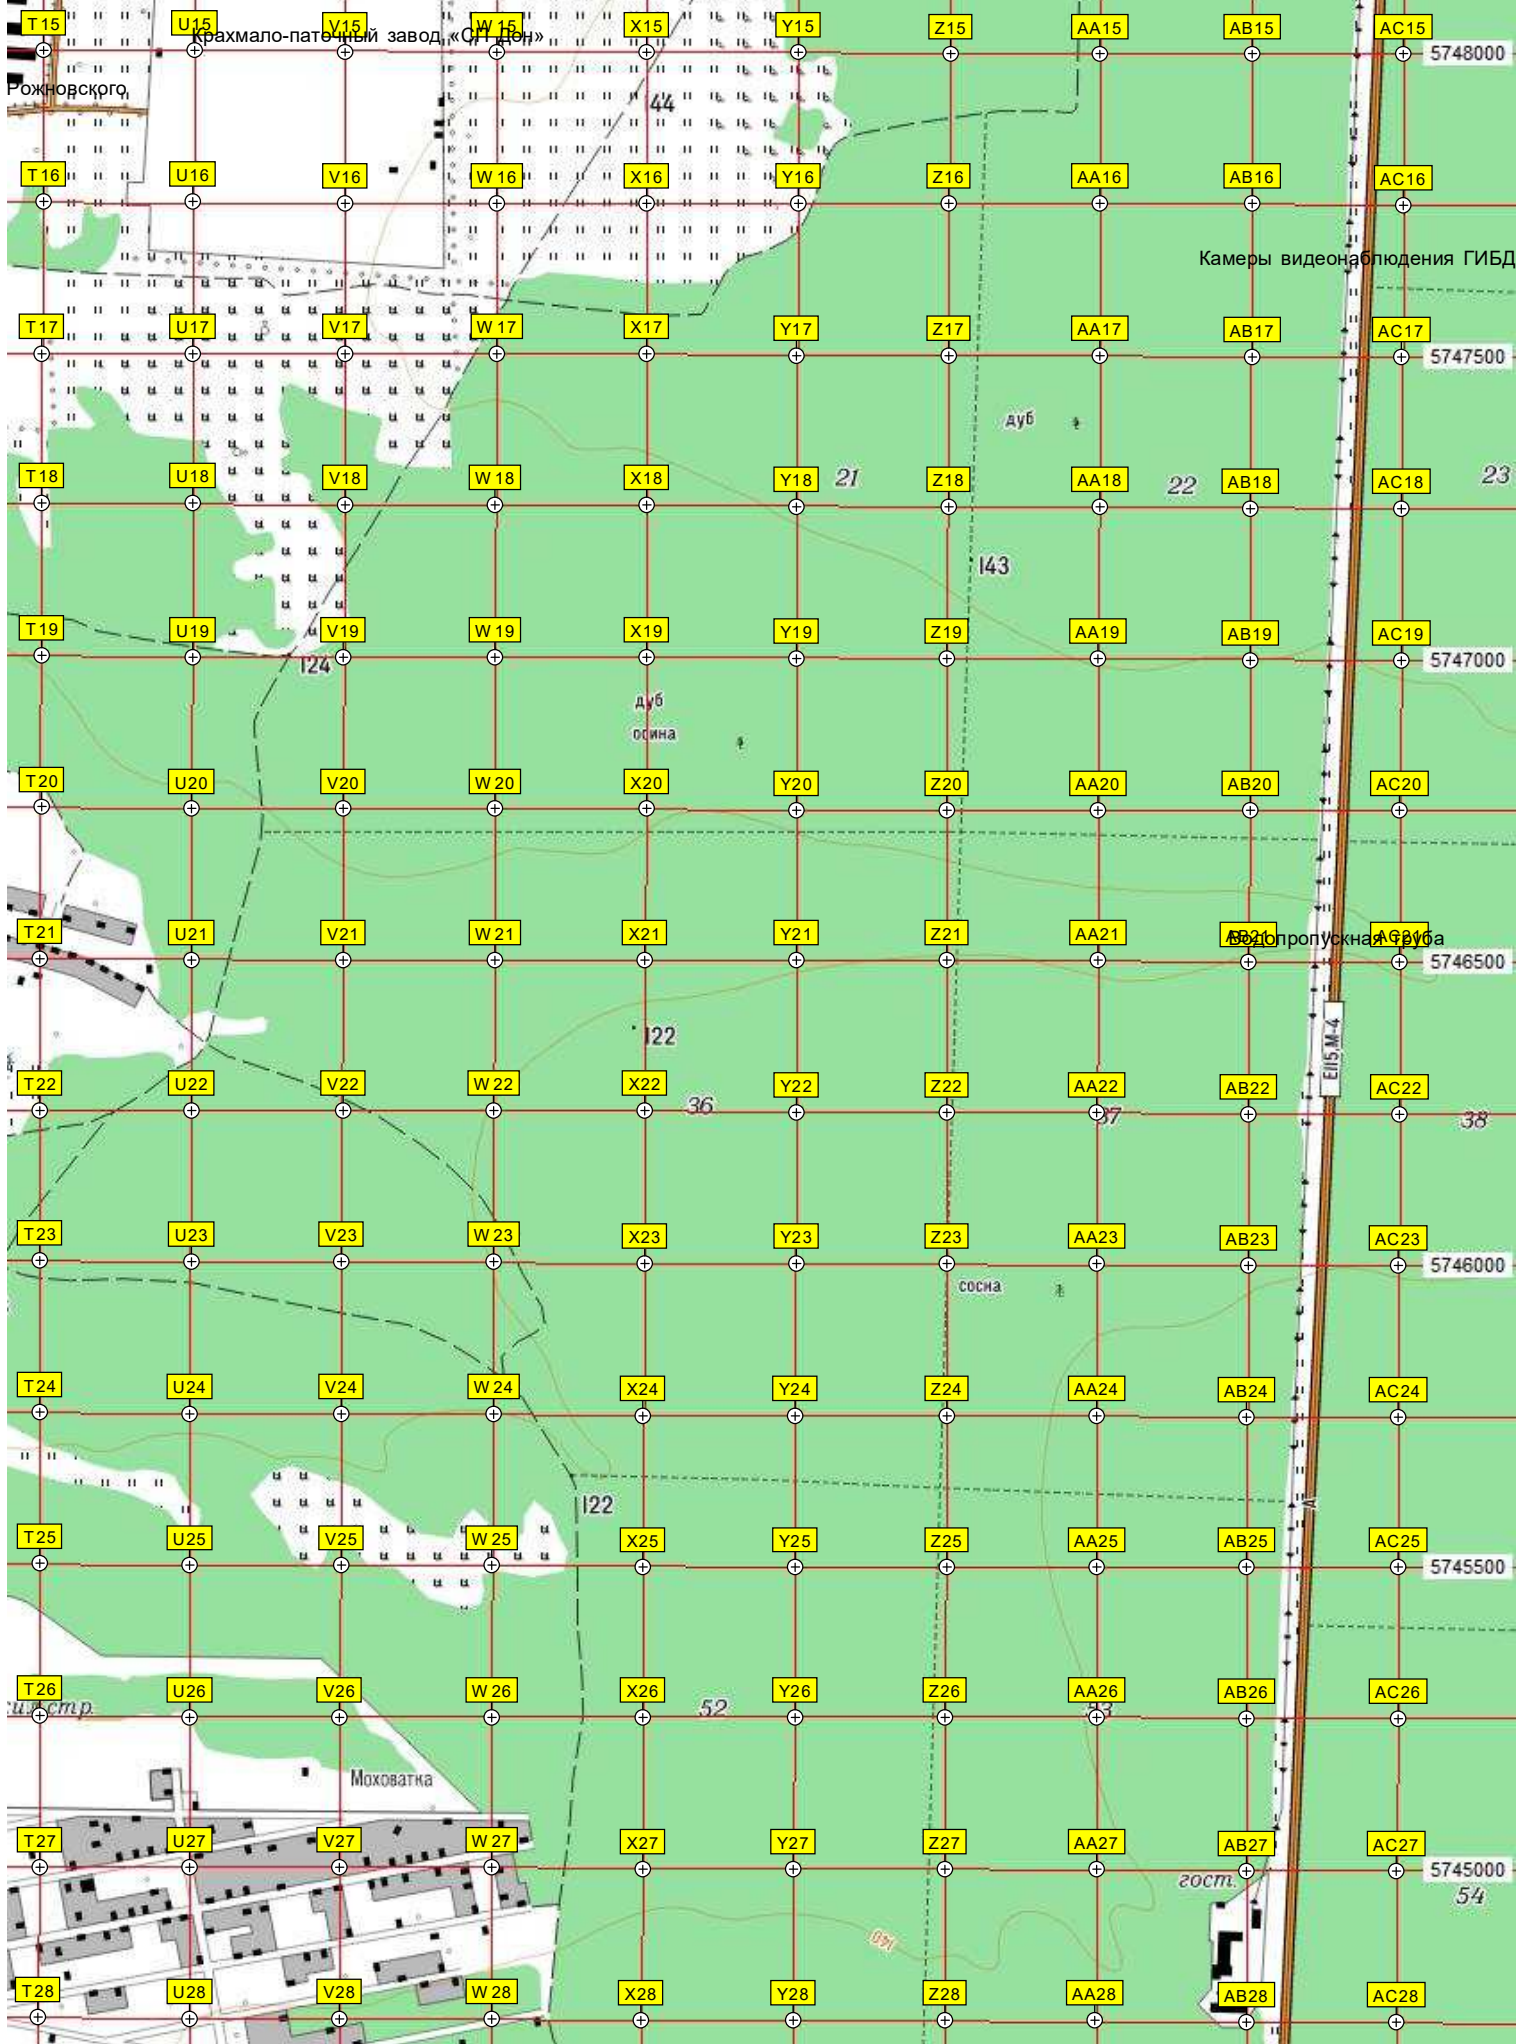 T15 U15 V15 W15 X15 Y15 Z15 AA15 AB15 AC15
Крахмало-паточный завод «СП Дон»
5748000
Рожновского
44
T16 U16 V16 W16 X16 Y16 Z16 AA16 AB16 AC16
Камеры видеонаблюдения ГИБД
T17 U17 V17 W17 X17 Y17 Z17 AA17 AB17 AC17
5747500
дуб
T18 U18 V18 W18 X18 Y18 21 Z18 AA18 22 AB18 AC18 23
143
T19 U19 V19 W19 X19 Y19 Z19 AA19 AB19 AC19
124
5747000
дуб
осина
T20 U20 V20 W20 X20 Y20 Z20 AA20 AB20 AC20
T21 U21 V21 W21 X21 Y21 Z21 AA21 AB21 AC21
Водопропускная труба
5746500
122
E115,M-4
T22 U22 V22 W22 X22 Y22 Z22 AA22 AB22 AC22
36 37 38
T23 U23 V23 W23 X23 Y23 Z23 AA23 AB23 AC23
5746000
сосна
T24 U24 V24 W24 X24 Y24 Z24 AA24 AB24 AC24
122
А
T25 U25 V25 W25 X25 Y25 Z25 AA25 AB25 AC25
5745500
T26 U26 V26 W26 X26 Y26 Z26 AA26 AB26 AC26
стр.
52 53
Моховатка
T27 U27 V27 W27 X27 Y27 Z27 AA27 AB27 AC27
5745000
гост.
54
140
T28 U28 V28 W28 X28 Y28 Z28 AA28 AB28 AC28